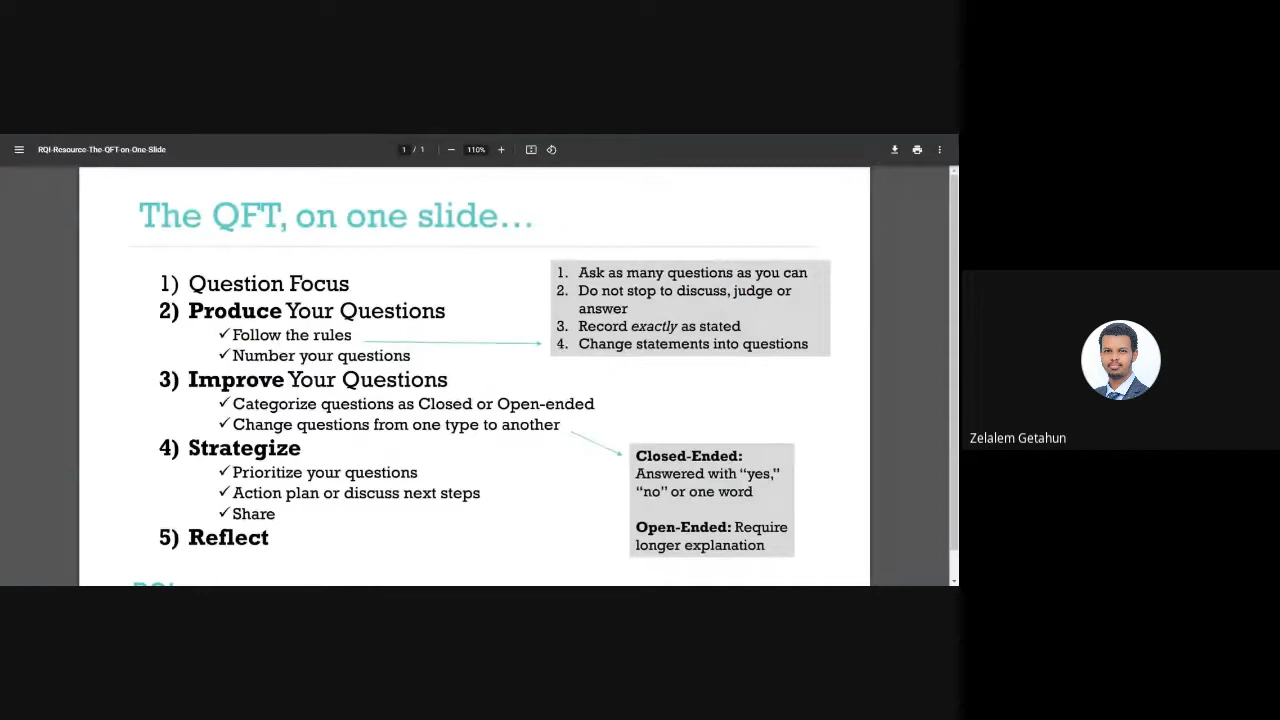 RQI-Resource-The-QFT-on-One-Slide
1 / 1
110%
The QFT, on one slide...
1) Question Focus
2) Produce Your Questions
✓Follow the rules
✓Number your questions
3) Improve Your Questions
✓Categorize questions as Closed or Open-ended
✓Change questions from one type to another
4) Strategize
✓Prioritize your questions
✓Action plan or discuss next steps
✓Share
5) Reflect
1. Ask as many questions as you can
2. Do not stop to discuss, judge or
answer
3. Record exactly as stated
4. Change statements into questions
Closed-Ended:
Answered with “yes,”
“no” or one word
Open-Ended: Require
longer explanation
Zelalem Getahun